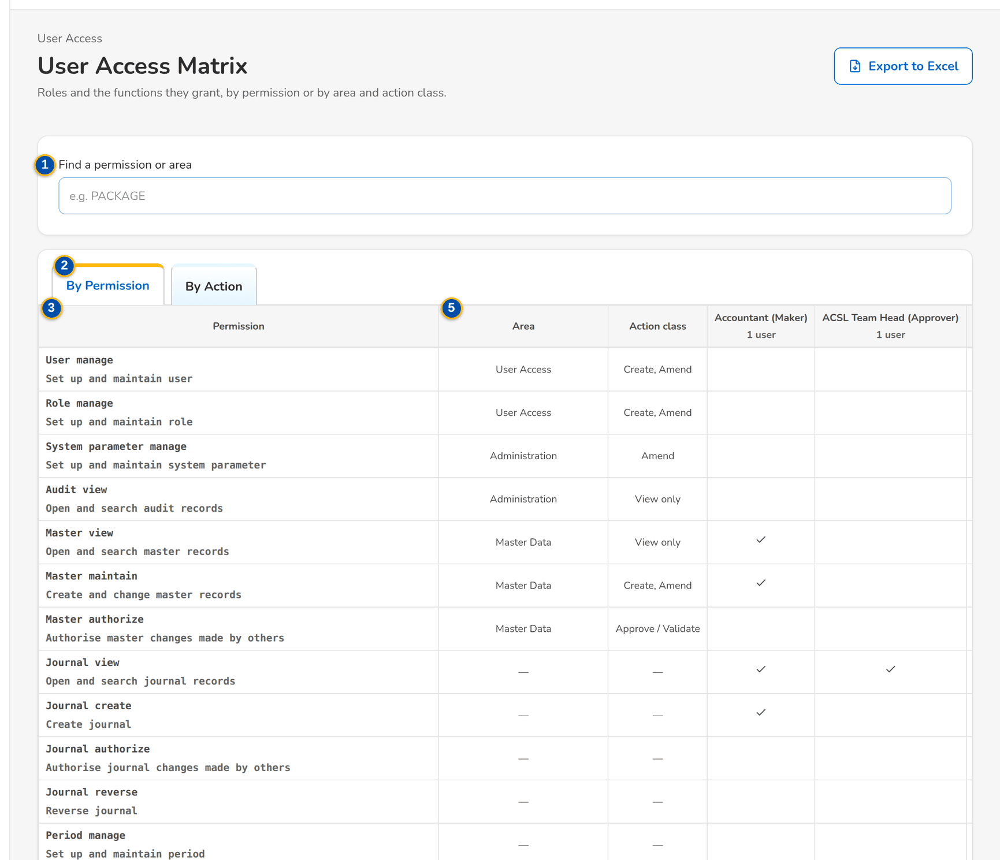 User Access
User Access Matrix
Export to Excel
Roles and the functions they grant, by permission or by area and action class.
1 Find a permission or area
e.g. PACKAGE
2
By Permission By Action
3 5
Permission Area Action class Accountant (Maker) ACSL Team Head (Approver)
1 user 1 user
User manage
Set up and maintain user
User Access Create, Amend
Role manage
Set up and maintain role
User Access Create, Amend
System parameter manage
Set up and maintain system parameter
Administration Amend
Audit view
Open and search audit records
Administration View only
Master view
Open and search master records
Master Data View only ✓
Master maintain
Create and change master records
Master Data Create, Amend ✓
Master authorize
Authorise master changes made by others
Master Data Approve / Validate
Journal view
Open and search journal records
— — ✓ ✓
Journal create
Create journal
— — ✓
Journal authorize
Authorise journal changes made by others
— —
Journal reverse
Reverse journal
— —
Period manage
Set up and maintain period
— —